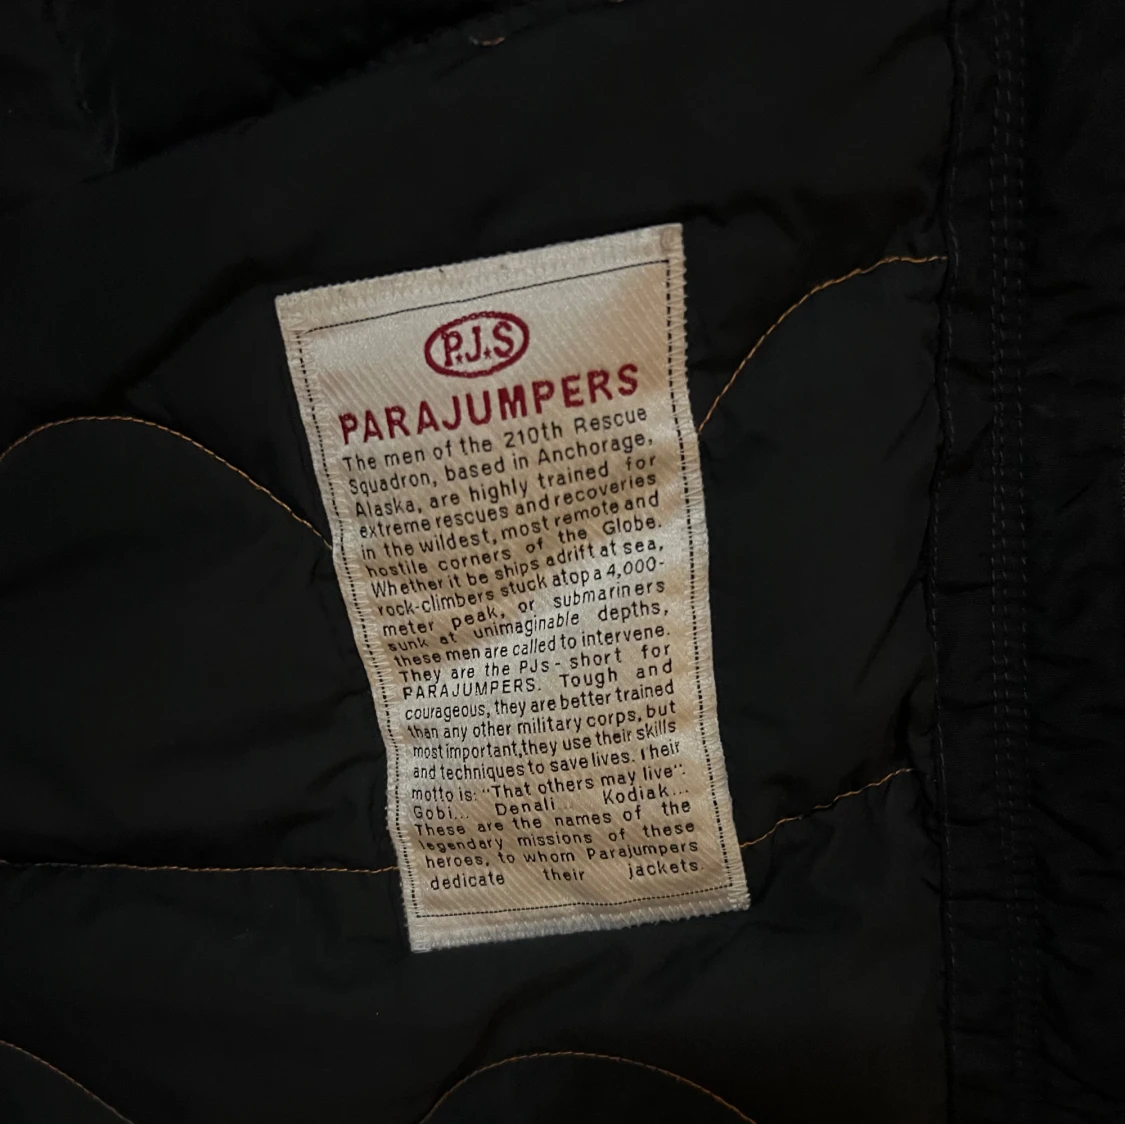 P.J.S
PARAJUMPERS
The men of the 210th Rescue
Squadron, based in Anchorage,
Alaska, are highly trained for
extreme rescues and recoveries
in the wildest, most remote and
hostile corners of the Globe.
Whether it be ships adrift at sea,
rock-climbers stuck atop a 4,000-
meter peak, or submariners
sunk at unimaginable depths,
these men are called to intervene.
They are the PJs - short for
PARAJUMPERS. Tough and
courageous, they are better trained
than any other military corps, but
most important,they use their skills
and techniques to save lives. Their
motto is: "That others may live".
Gobi... Denali... Kodiak...
These are the names of the
legendary missions of these
heroes, to whom Parajumpers
dedicate their jackets.